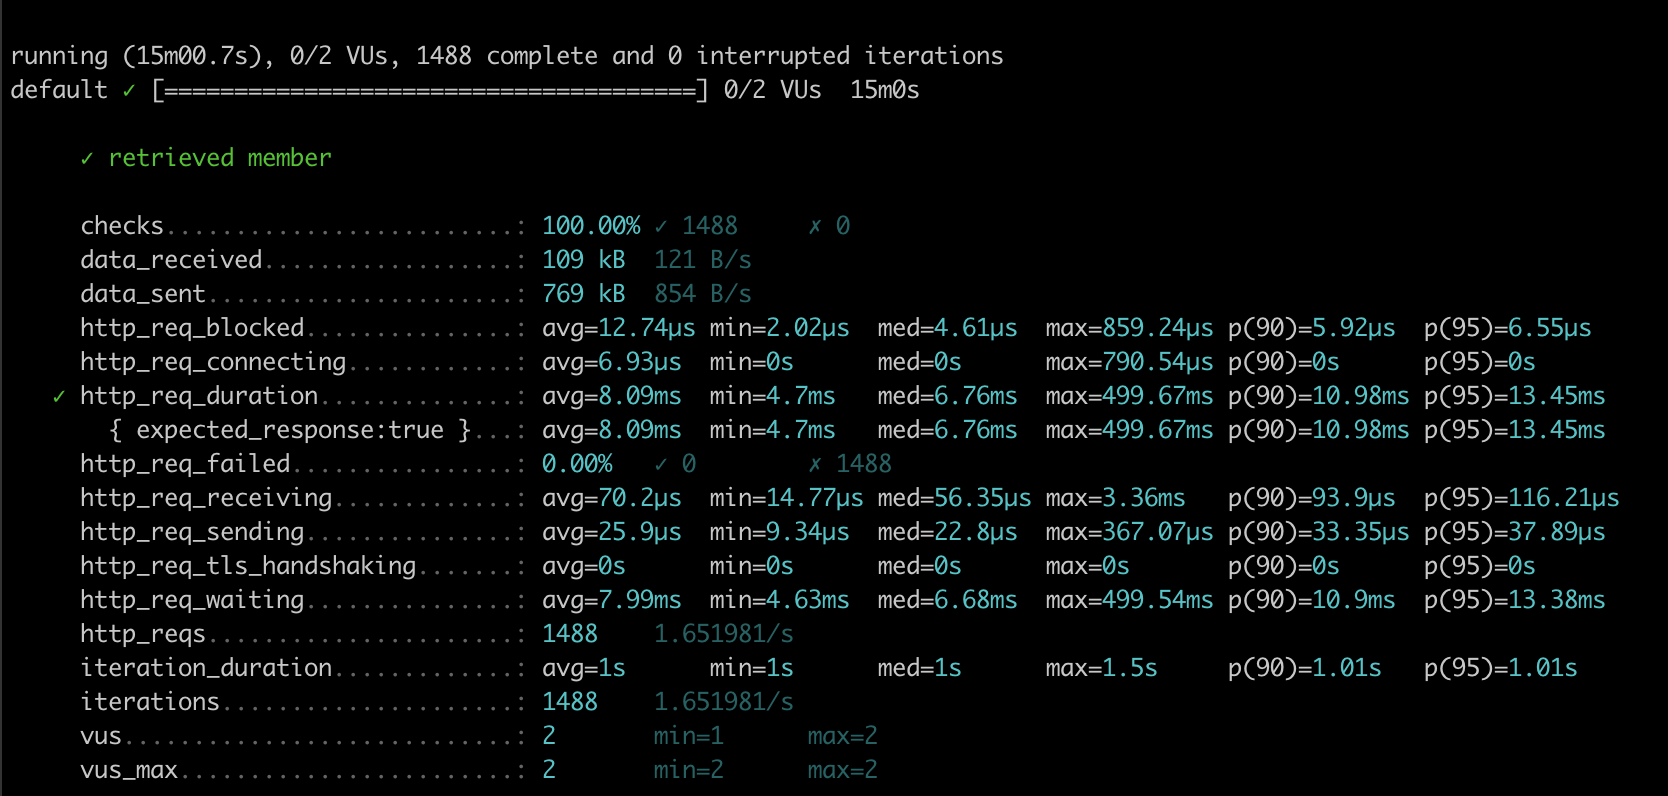 running (15m00.7s), 0/2 VUs, 1488 complete and 0 interrupted iterations
default ✓ [======================================] 0/2 VUs  15m0s
✓ retrieved member
checks.........................: 100.00% ✓ 1488     ✗ 0
data_received..................: 109 kB  121 B/s
data_sent......................: 769 kB  854 B/s
http_req_blocked...............: avg=12.74µs min=2.02µs  med=4.61µs  max=859.24µs p(90)=5.92µs  p(95)=6.55µs
http_req_connecting............: avg=6.93µs  min=0s      med=0s      max=790.54µs p(90)=0s      p(95)=0s
✓ http_req_duration..............: avg=8.09ms  min=4.7ms   med=6.76ms  max=499.67ms p(90)=10.98ms p(95)=13.45ms
{ expected_response:true }...: avg=8.09ms  min=4.7ms   med=6.76ms  max=499.67ms p(90)=10.98ms p(95)=13.45ms
http_req_failed................: 0.00%   ✓ 0        ✗ 1488
http_req_receiving.............: avg=70.2µs  min=14.77µs med=56.35µs max=3.36ms   p(90)=93.9µs  p(95)=116.21µs
http_req_sending...............: avg=25.9µs  min=9.34µs  med=22.8µs  max=367.07µs p(90)=33.35µs p(95)=37.89µs
http_req_tls_handshaking.......: avg=0s      min=0s      med=0s      max=0s       p(90)=0s      p(95)=0s
http_req_waiting...............: avg=7.99ms  min=4.63ms  med=6.68ms  max=499.54ms p(90)=10.9ms  p(95)=13.38ms
http_reqs......................: 1488    1.651981/s
iteration_duration.............: avg=1s      min=1s      med=1s      max=1.5s     p(90)=1.01s   p(95)=1.01s
iterations.....................: 1488    1.651981/s
vus............................: 2       min=1      max=2
vus_max........................: 2       min=2      max=2